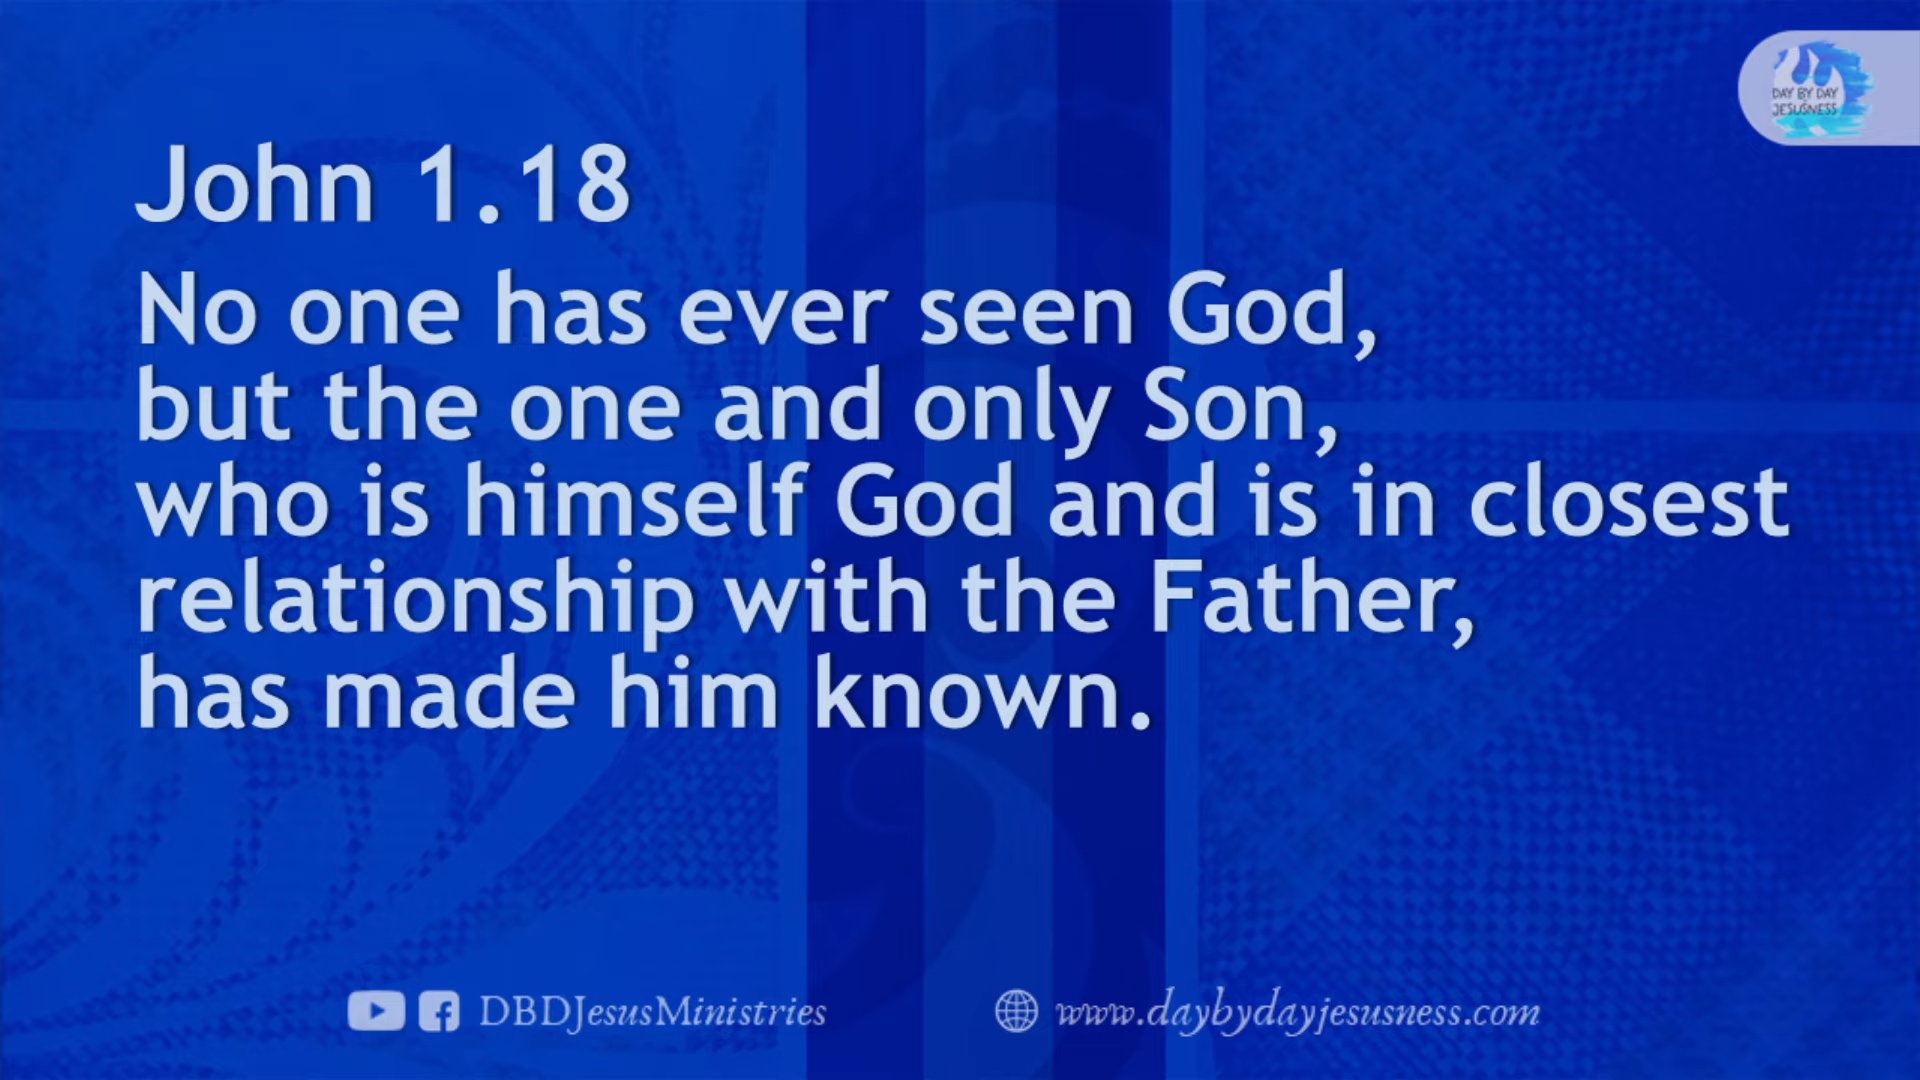 DAY BY DAY
JESUSNESS
John 1.18
No one has ever seen God,
but the one and only Son,
who is himself God and is in closest
relationship with the Father,
has made him known.
DBDJesusMinistries
www.daybydayjesusness.com